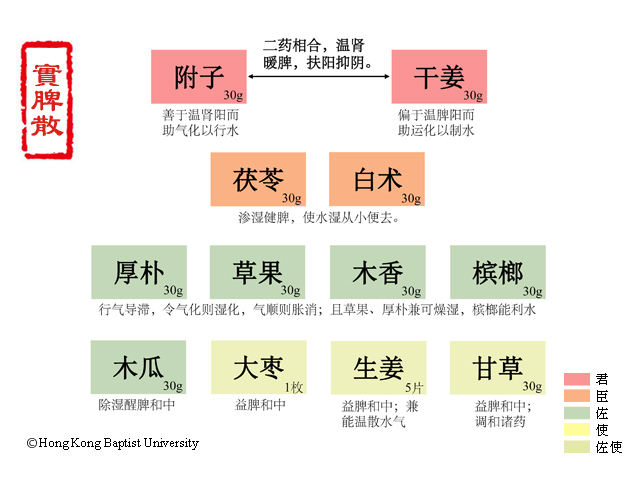 實脾散
附子
30g
二药相合，温肾
暖脾，扶阳抑阴。
干姜
30g
善于温肾阳而
助气化以行水
偏于温脾阳而
助运化以制水
茯苓
30g
白术
30g
渗湿健脾，使水湿从小便去。
厚朴
30g
草果
30g
木香
30g
槟榔
30g
行气导滞，令气化则湿化，气顺则胀消；且草果、厚朴兼可燥湿，槟榔能利水
木瓜
30g
大枣
1枚
生姜
5片
甘草
30g
除湿醒脾和中
益脾和中
益脾和中；兼
能温散水气
益脾和中；
调和诸药
君
臣
佐
使
佐使
©Hong Kong Baptist University